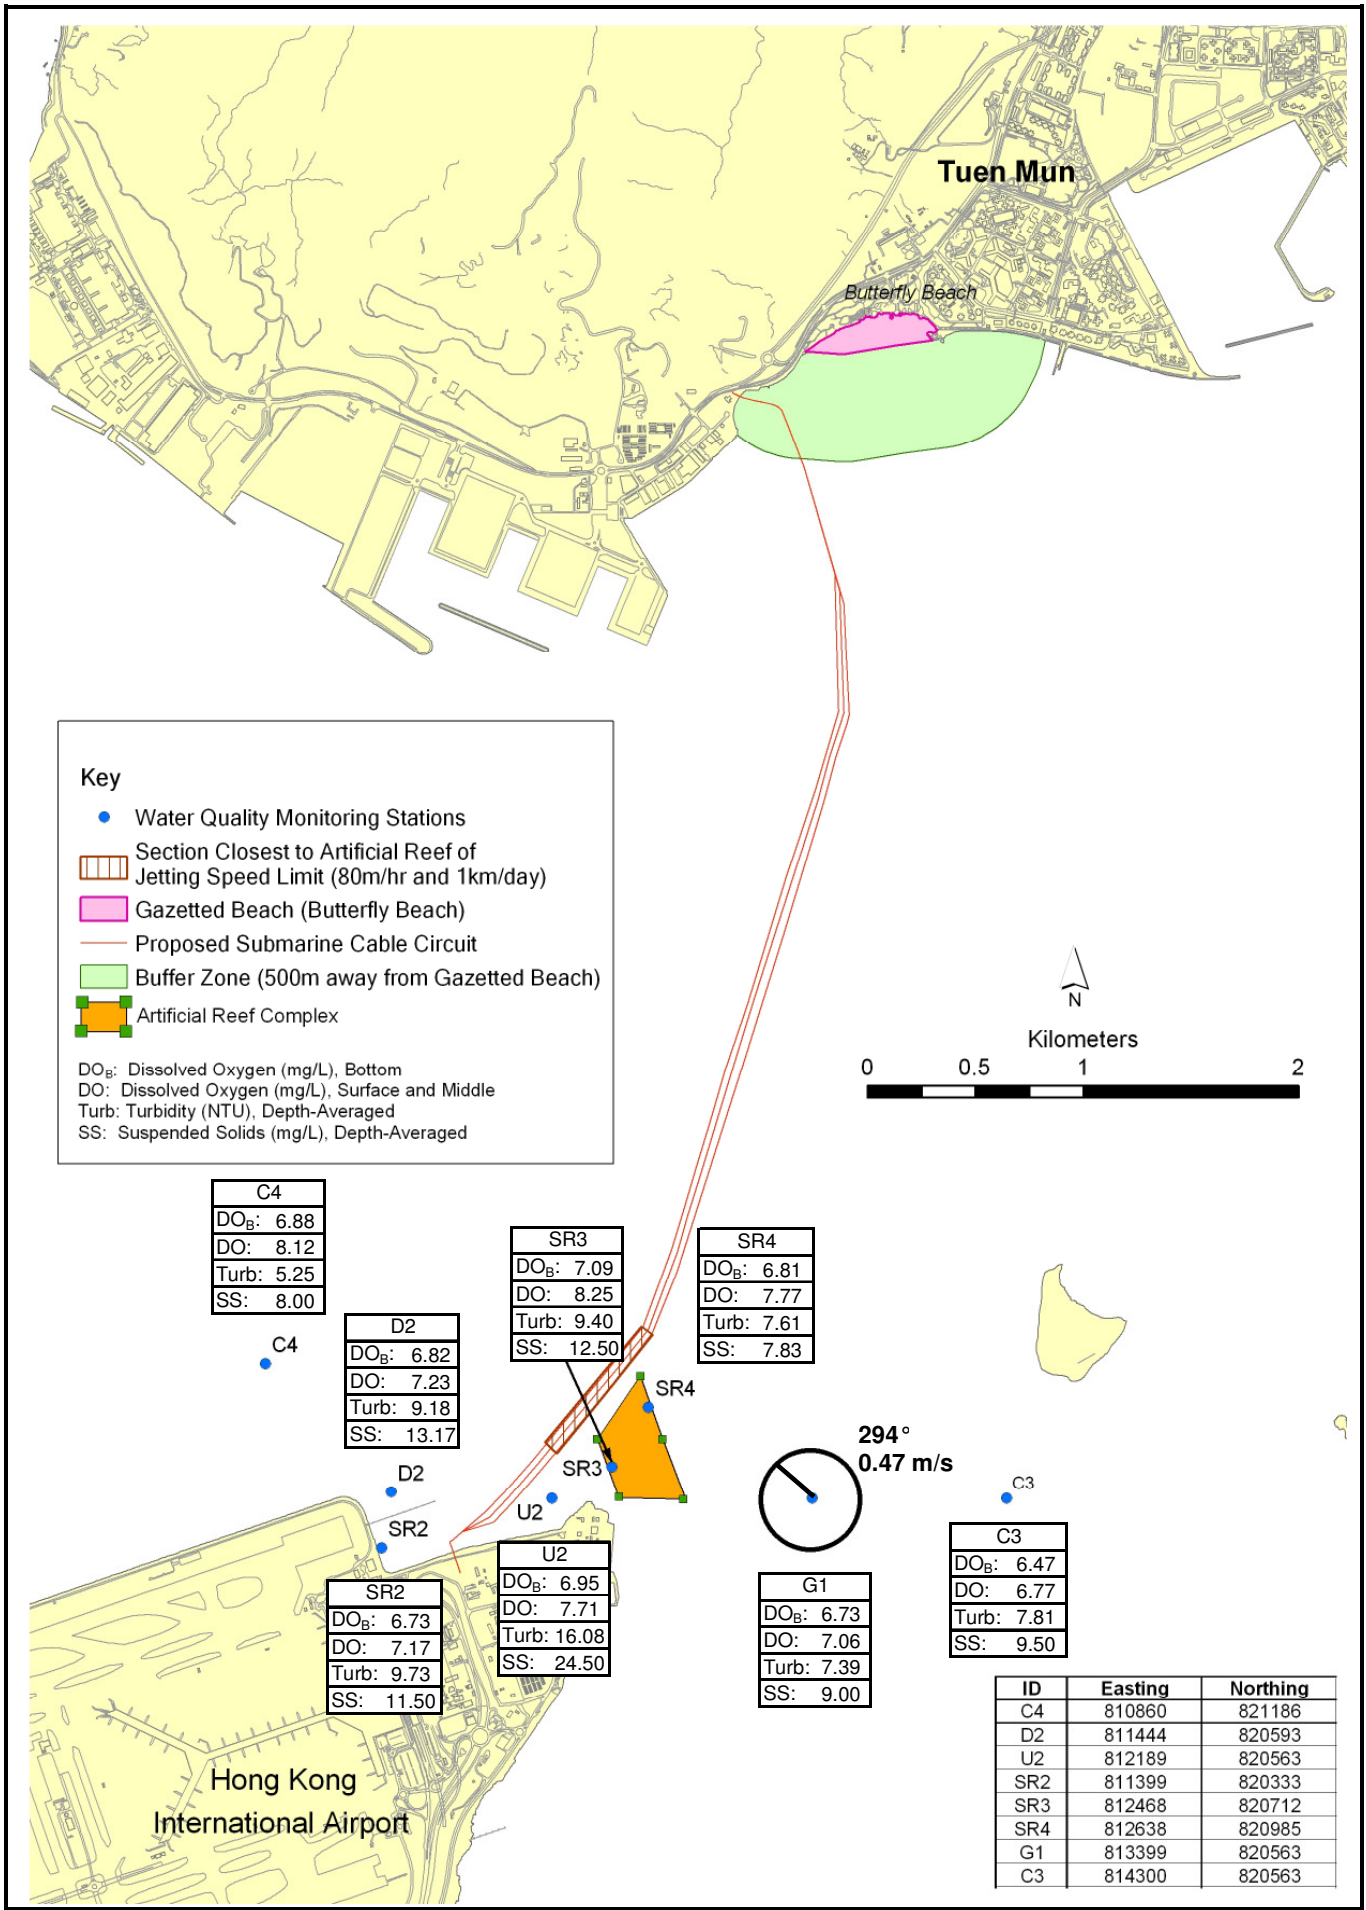 Tuen Mun
Butterfly Beach
Key
Water Quality Monitoring Stations
Section Closest to Artificial Reef of
Jetting Speed Limit (80m/hr and 1km/day)
Gazetted Beach (Butterfly Beach)
Proposed Submarine Cable Circuit
Buffer Zone (500m away from Gazetted Beach)
Artificial Reef Complex
DOB: Dissolved Oxygen (mg/L), Bottom
DO: Dissolved Oxygen (mg/L), Surface and Middle
Turb: Turbidity (NTU), Depth-Averaged
SS: Suspended Solids (mg/L), Depth-Averaged
N
Kilometers
0 0.5 1 2
C4
DOB: 6.88
DO: 8.12
Turb: 5.25
SS: 8.00
C4
D2
DOB: 6.82
DO: 7.23
Turb: 9.18
SS: 13.17
D2
SR3
DOB: 7.09
DO: 8.25
Turb: 9.40
SS: 12.50
SR3
SR4
DOB: 6.81
DO: 7.77
Turb: 7.61
SS: 7.83
SR4
294°
0.47 m/s
C3
U2
SR2
SR2
DOB: 6.73
DO: 7.17
Turb: 9.73
SS: 11.50
U2
DOB: 6.95
DO: 7.71
Turb: 16.08
SS: 24.50
G1
DOB: 6.73
DO: 7.06
Turb: 7.39
SS: 9.00
C3
DOB: 6.47
DO: 6.77
Turb: 7.81
SS: 9.50
Hong Kong
International Airport
ID Easting Northing
C4 810860 821186
D2 811444 820593
U2 812189 820563
SR2 811399 820333
SR3 812468 820712
SR4 812638 820985
G1 813399 820563
C3 814300 820563